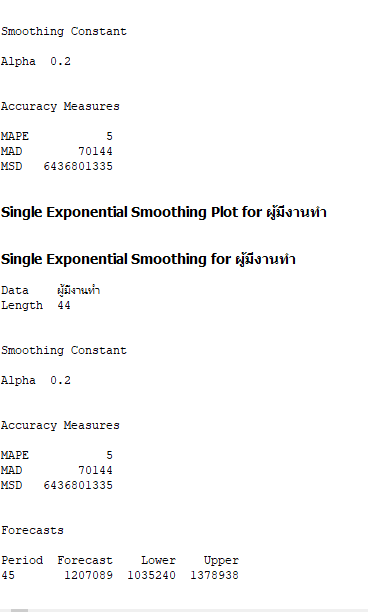 Smoothing Constant
Alpha 0.2
Accuracy Measures
MAPE 5
MAD 70144
MSD 6436801335
Single Exponential Smoothing Plot for ผู้มีงานทำ
Single Exponential Smoothing for ผู้มีงานทำ
Data ผู้มีงานทำ
Length 44
Smoothing Constant
Alpha 0.2
Accuracy Measures
MAPE 5
MAD 70144
MSD 6436801335
Forecasts
Period Forecast Lower Upper
45 1207089 1035240 1378938